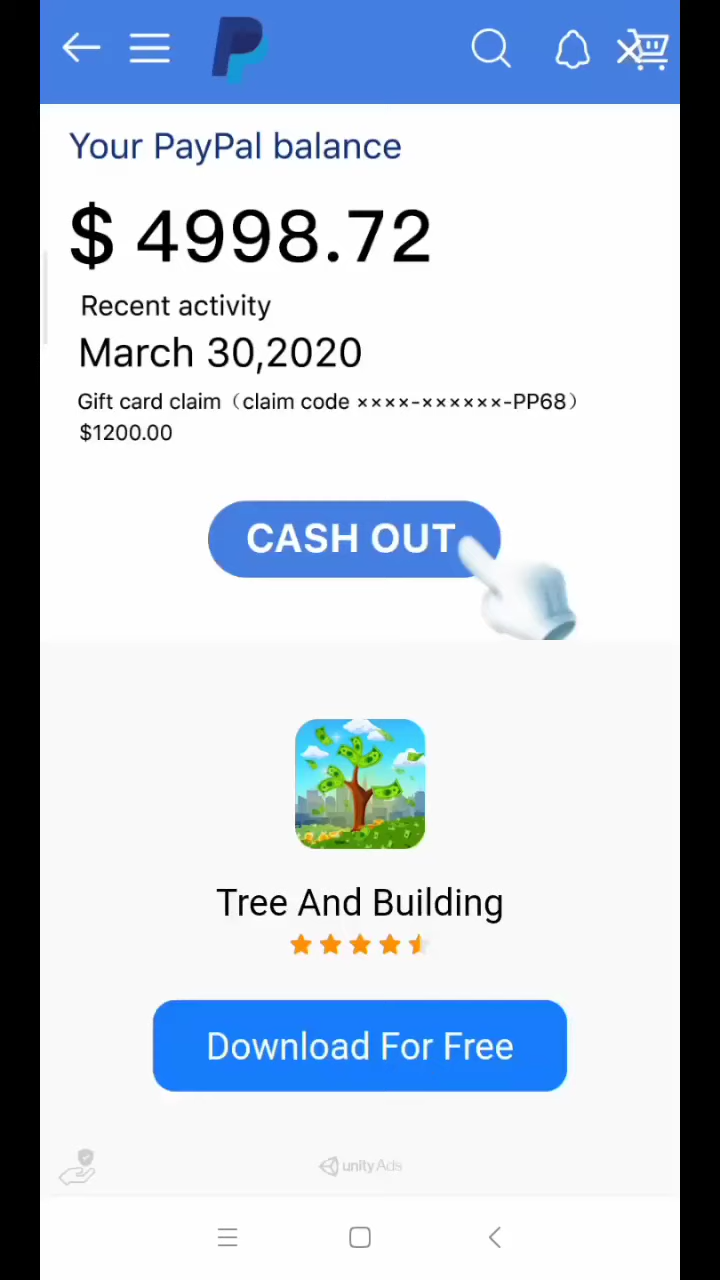 Your PayPal balance
$ 4998.72
Recent activity
March 30,2020
Gift card claim（claim code ××××-××××××-PP68）
$1200.00
CASH OUT
Tree And Building
Download For Free
unity Ads